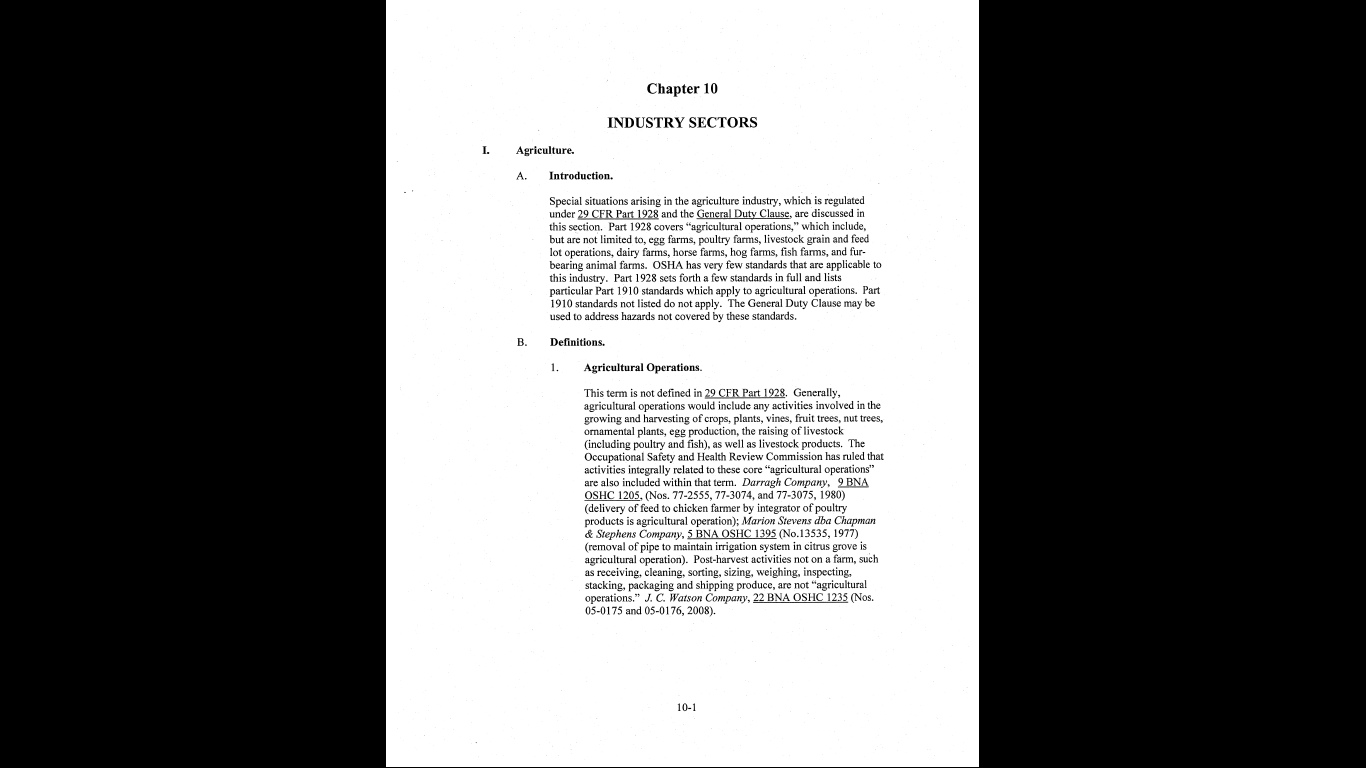 Chapter 10
INDUSTRY SECTORS
I. Agriculture.
A. Introduction.
Special situations arising in the agriculture industry, which is regulated
under 29 CFR Part 1928 and the General Duty Clause, are discussed in
this section.  Part 1928 covers “agricultural operations,” which include,
but are not limited to, egg farms, poultry farms, livestock grain and feed
lot operations, dairy farms, horse farms, hog farms, fish farms, and fur-
bearing animal farms.  OSHA has very few standards that are applicable to
this industry.  Part 1928 sets forth a few standards in full and lists
particular Part 1910 standards which apply to agricultural operations.  Part
1910 standards not listed do not apply.  The General Duty Clause may be
used to address hazards not covered by these standards.
B. Definitions.
1. Agricultural Operations.
This term is not defined in 29 CFR Part 1928.  Generally,
agricultural operations would include any activities involved in the
growing and harvesting of crops, plants, vines, fruit trees, nut trees,
ornamental plants, egg production, the raising of livestock
(including poultry and fish), as well as livestock products.  The
Occupational Safety and Health Review Commission has ruled that
activities integrally related to these core “agricultural operations”
are also included within that term.  Darragh Company,  9 BNA
OSHC 1205, (Nos. 77-2555, 77-3074, and 77-3075, 1980)
(delivery of feed to chicken farmer by integrator of poultry
products is agricultural operation); Marion Stevens dba Chapman
& Stephens Company, 5 BNA OSHC 1395 (No.13535, 1977)
(removal of pipe to maintain irrigation system in citrus grove is
agricultural operation).  Post-harvest activities not on a farm, such
as receiving, cleaning, sorting, sizing, weighing, inspecting,
stacking, packaging and shipping produce, are not “agricultural
operations.”  J. C. Watson Company, 22 BNA OSHC 1235 (Nos.
05-0175 and 05-0176, 2008).
10-1